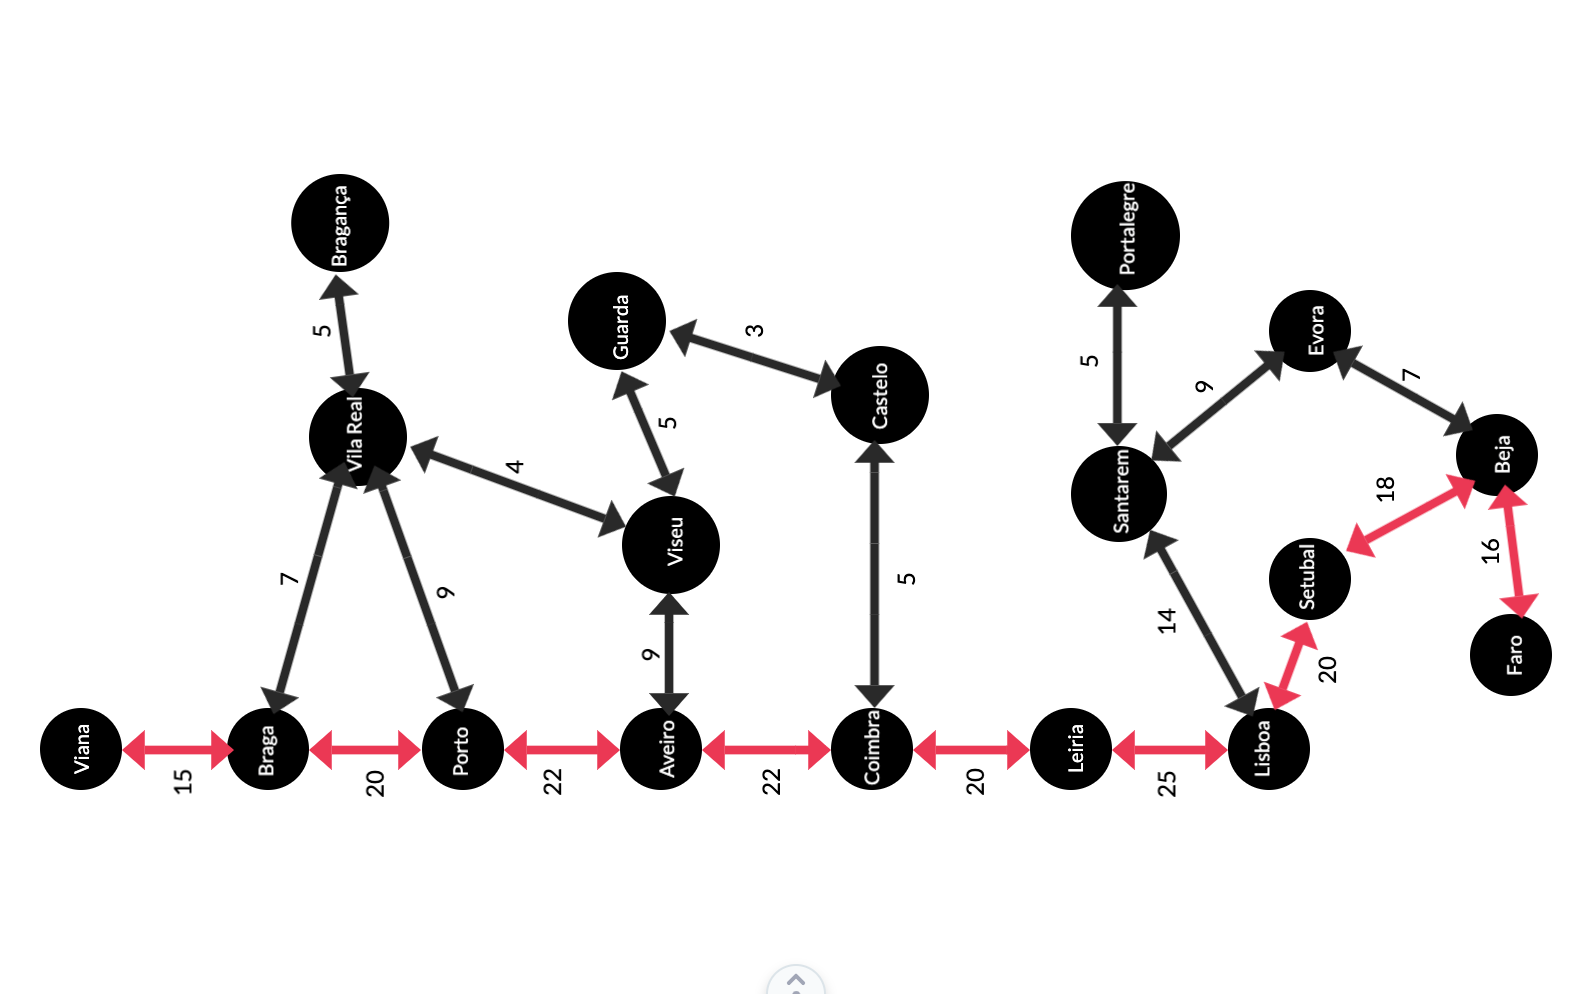 Viana
15
Braga
20
Porto
22
Aveiro
22
Coimbra
20
Leiria
25
Lisboa
20
Setubal
18
Beja
16
Faro
7
9
Vila Real
5
Bragança
4
9
Viseu
5
Guarda
3
Castelo
5
14
Santarem
5
Portalegre
9
Evora
7